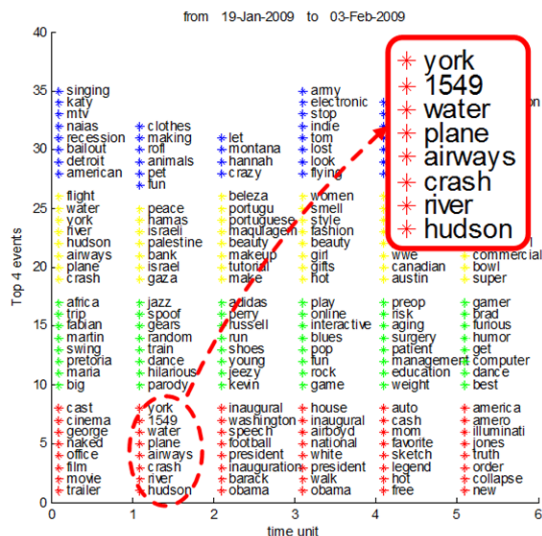 from 19-Jan-2009 to 03-Feb-2009
Top 4 events
40
35
30
25
20
15
10
5
0
singing
katy
mtv
naias
recession
bailout
detroit
american
flight
water
york
river
hudson
airways
plane
crash
africa
trip
fabian
martin
swing
pretoria
maria
big
cast
cinema
george
naked
office
film
movie
trailer
clothes
making
rofl
animals
pet
fun
peace
hamas
israeli
palestine
bank
israel
gaza
jazz
spoof
gears
random
train
dance
hilarious
parody
york
1549
water
plane
airways
crash
river
hudson
let
montana
hannah
crazy
beleza
portugu
portuguese
maquiagem
beauty
makeup
tutorial
make
adidas
perry
russell
run
shoes
young
jeezy
kevin
inaugural
washington
speech
football
president
inauguration
barack
obama
army
electronic
stop
indie
tom
lost
look
flying
women
smell
style
fashion
beauty
girl
gifts
hot
play
online
interactive
blues
pop
fun
rock
game
house
inaugural
airboyd
national
white
president
walk
obama
wwe
canadian
austin
preop
risk
aging
surgery
patient
management
education
weight
auto
cash
mom
favorite
sketch
legend
hot
free
commercial
bowl
super
gamer
brad
furious
humor
get
computer
dance
best
america
amero
illuminati
jones
truth
order
collapse
new
york
1549
water
plane
airways
crash
river
hudson
0 1 2 3 4 5 6
time unit